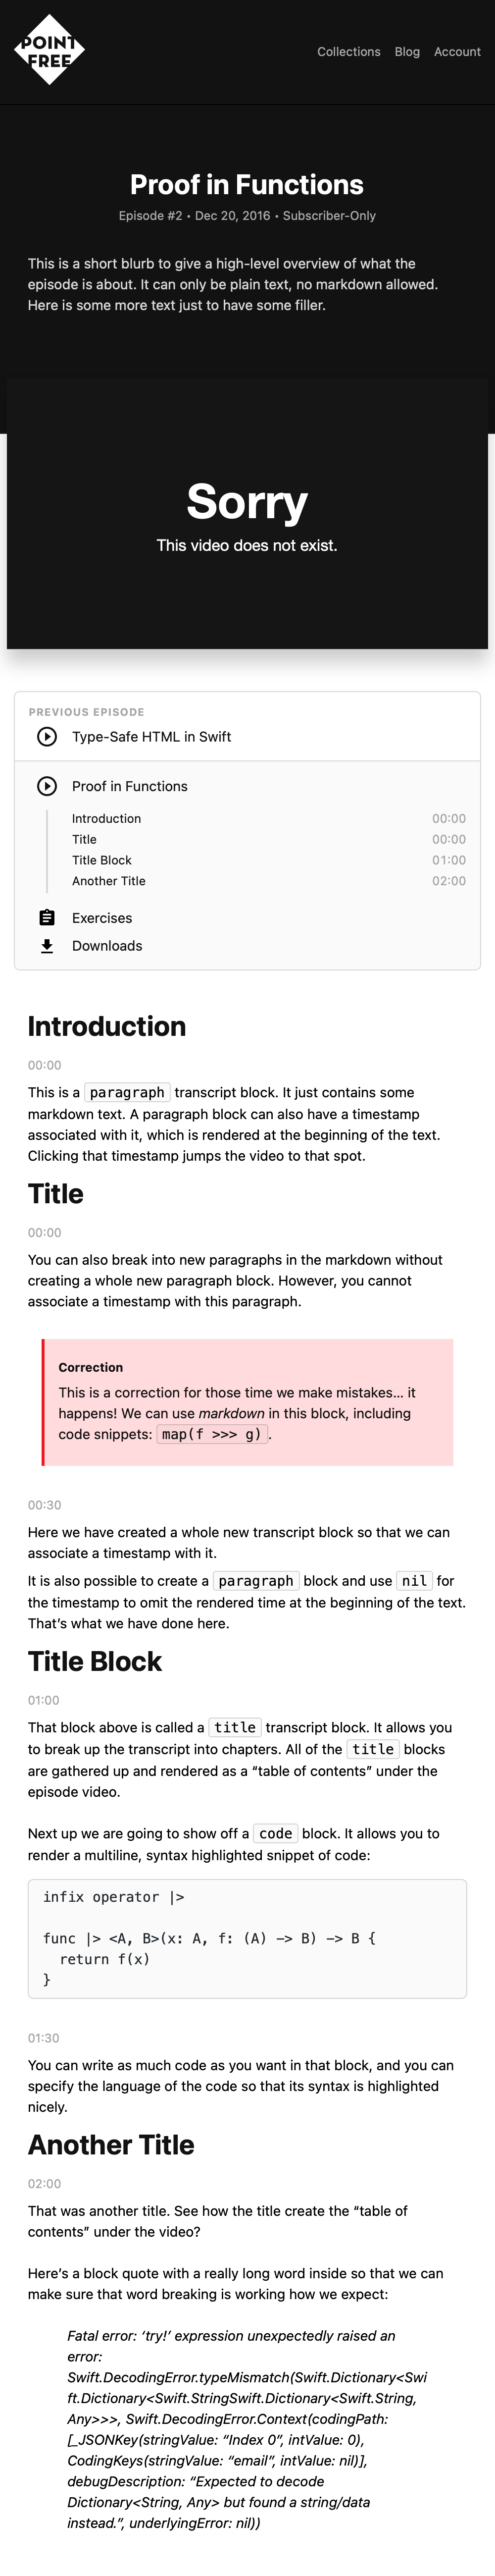 POINT
FREE
Collections Blog Account
Proof in Functions
Episode #2 • Dec 20, 2016 • Subscriber-Only
This is a short blurb to give a high-level overview of what the
episode is about. It can only be plain text, no markdown allowed.
Here is some more text just to have some filler.
Sorry
This video does not exist.
PREVIOUS EPISODE
Type-Safe HTML in Swift
Proof in Functions
Introduction 00:00
Title 00:00
Title Block 01:00
Another Title 02:00
Exercises
Downloads
Introduction
00:00
This is a paragraph transcript block. It just contains some
markdown text. A paragraph block can also have a timestamp
associated with it, which is rendered at the beginning of the text.
Clicking that timestamp jumps the video to that spot.
Title
00:00
You can also break into new paragraphs in the markdown without
creating a whole new paragraph block. However, you cannot
associate a timestamp with this paragraph.
Correction
This is a correction for those time we make mistakes… it
happens! We can use markdown in this block, including
code snippets: map(f >>> g).
00:30
Here we have created a whole new transcript block so that we can
associate a timestamp with it.
It is also possible to create a paragraph block and use nil for
the timestamp to omit the rendered time at the beginning of the text.
That’s what we have done here.
Title Block
01:00
That block above is called a title transcript block. It allows you
to break up the transcript into chapters. All of the title blocks
are gathered up and rendered as a “table of contents” under the
episode video.
Next up we are going to show off a code block. It allows you to
render a multiline, syntax highlighted snippet of code:
infix operator |>
func |> <A, B>(x: A, f: (A) -> B) -> B {
  return f(x)
}
01:30
You can write as much code as you want in that block, and you can
specify the language of the code so that its syntax is highlighted
nicely.
Another Title
02:00
That was another title. See how the title create the “table of
contents” under the video?
Here’s a block quote with a really long word inside so that we can
make sure that word breaking is working how we expect:
Fatal error: ‘try!’ expression unexpectedly raised an
error:
Swift.DecodingError.typeMismatch(Swift.Dictionary<Swi
ft.Dictionary<Swift.StringSwift.Dictionary<Swift.String,
Any>>>, Swift.DecodingError.Context(codingPath:
[_JSONKey(stringValue: “Index 0”, intValue: 0),
CodingKeys(stringValue: “email”, intValue: nil)],
debugDescription: “Expected to decode
Dictionary<String, Any> but found a string/data
instead.”, underlyingError: nil))